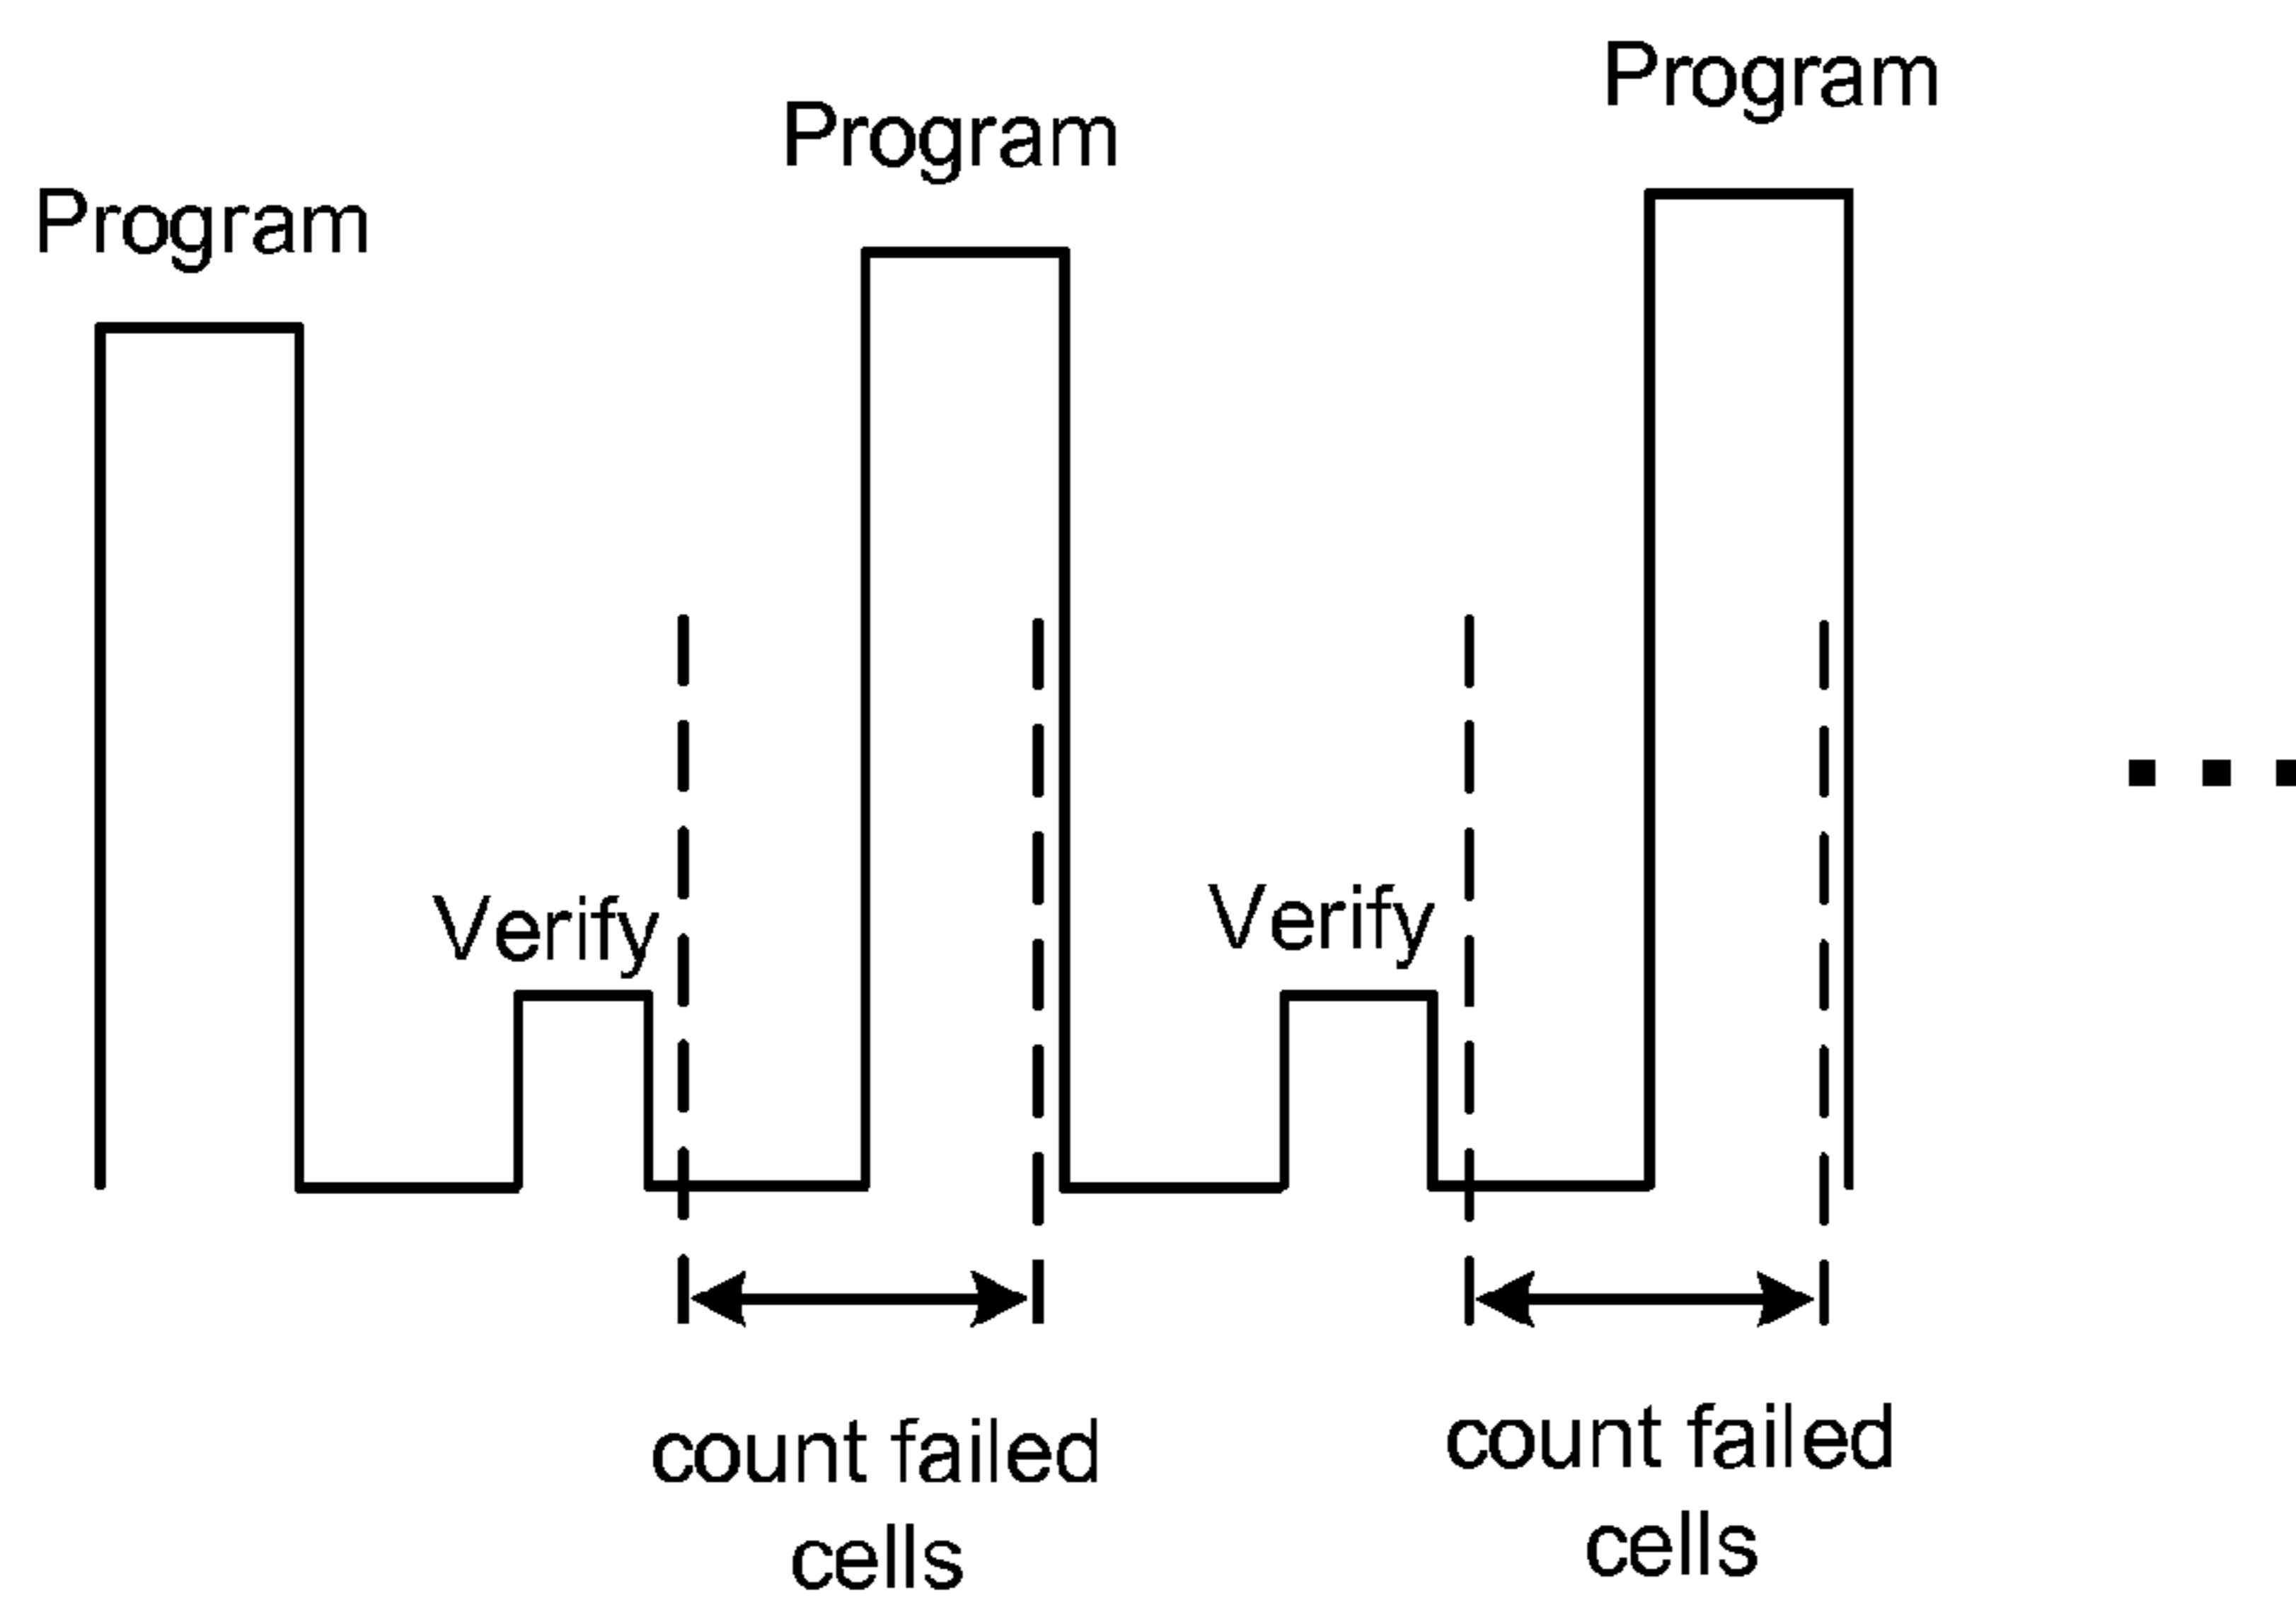 Program
Program
Program
Verify
Verify
count failed
cells
count failed
cells